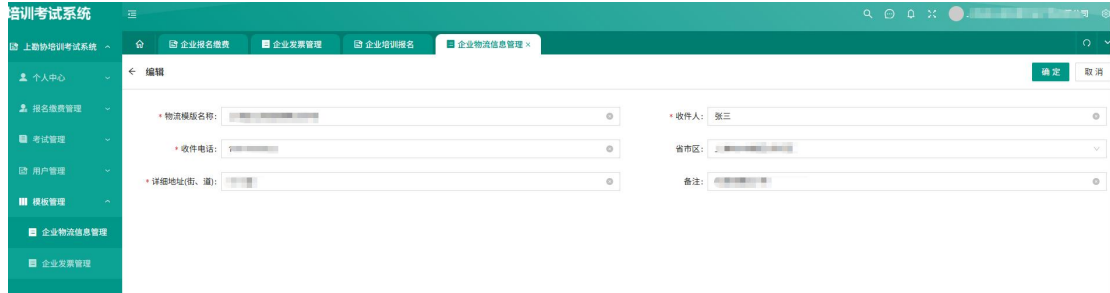 培训考试系统
公司
上勘协培训考试系统
企业报名缴费
企业发票管理
企业培训报名
企业物流信息管理 ×
个人中心
← 编辑
确定
取消
报名缴费管理
* 物流模版名称:
* 收件人: 张三
考试管理
* 收件电话:
省市区:
用户管理
* 详细地址(街、道):
备注:
模板管理
企业物流信息管理
企业发票管理